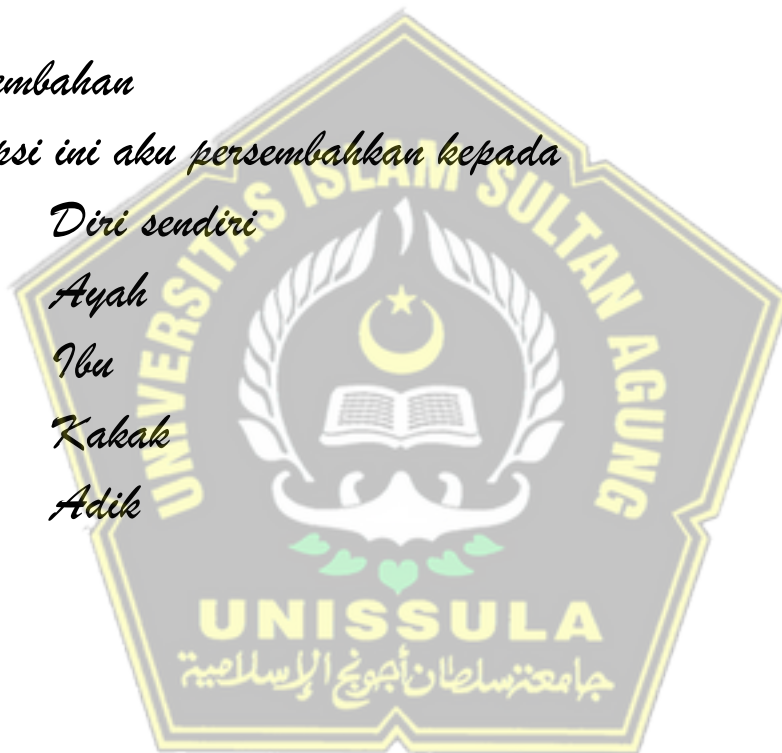 embahan
psi ini aku persembahkan kepada
Diri sendiri
Ayah
Ibu
Kakak
Adik
UNIVERSITAS ISLAM SULTAN AGUNG
UNISSULA
جامعة سلطان أجونج الإسلامية